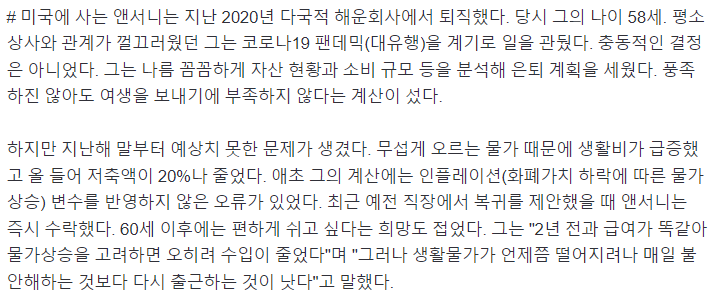 # 미국에 사는 앤서니는 지난 2020년 다국적 해운회사에서 퇴직했다. 당시 그의 나이 58세. 평소
상사와 관계가 껄끄러웠던 그는 코로나19 팬데믹(대유행)을 계기로 일을 관뒀다. 충동적인 결정
은 아니었다. 그는 나름 꼼꼼하게 자산 현황과 소비 규모 등을 분석해 은퇴 계획을 세웠다. 풍족
하진 않아도 여생을 보내기에 부족하지 않다는 계산이 섰다.
하지만 지난해 말부터 예상치 못한 문제가 생겼다. 무섭게 오르는 물가 때문에 생활비가 급증했
고 올 들어 저축액이 20%나 줄었다. 애초 그의 계산에는 인플레이션(화폐가치 하락에 따른 물가
상승) 변수를 반영하지 않은 오류가 있었다. 최근 예전 직장에서 복귀를 제안했을 때 앤서니는
즉시 수락했다. 60세 이후에는 편하게 쉬고 싶다는 희망도 접었다. 그는 "2년 전과 급여가 똑같아
물가상승을 고려하면 오히려 수입이 줄었다"며 "그러나 생활물가가 언제쯤 떨어지려나 매일 불
안해하는 것보다 다시 출근하는 것이 낫다"고 말했다.